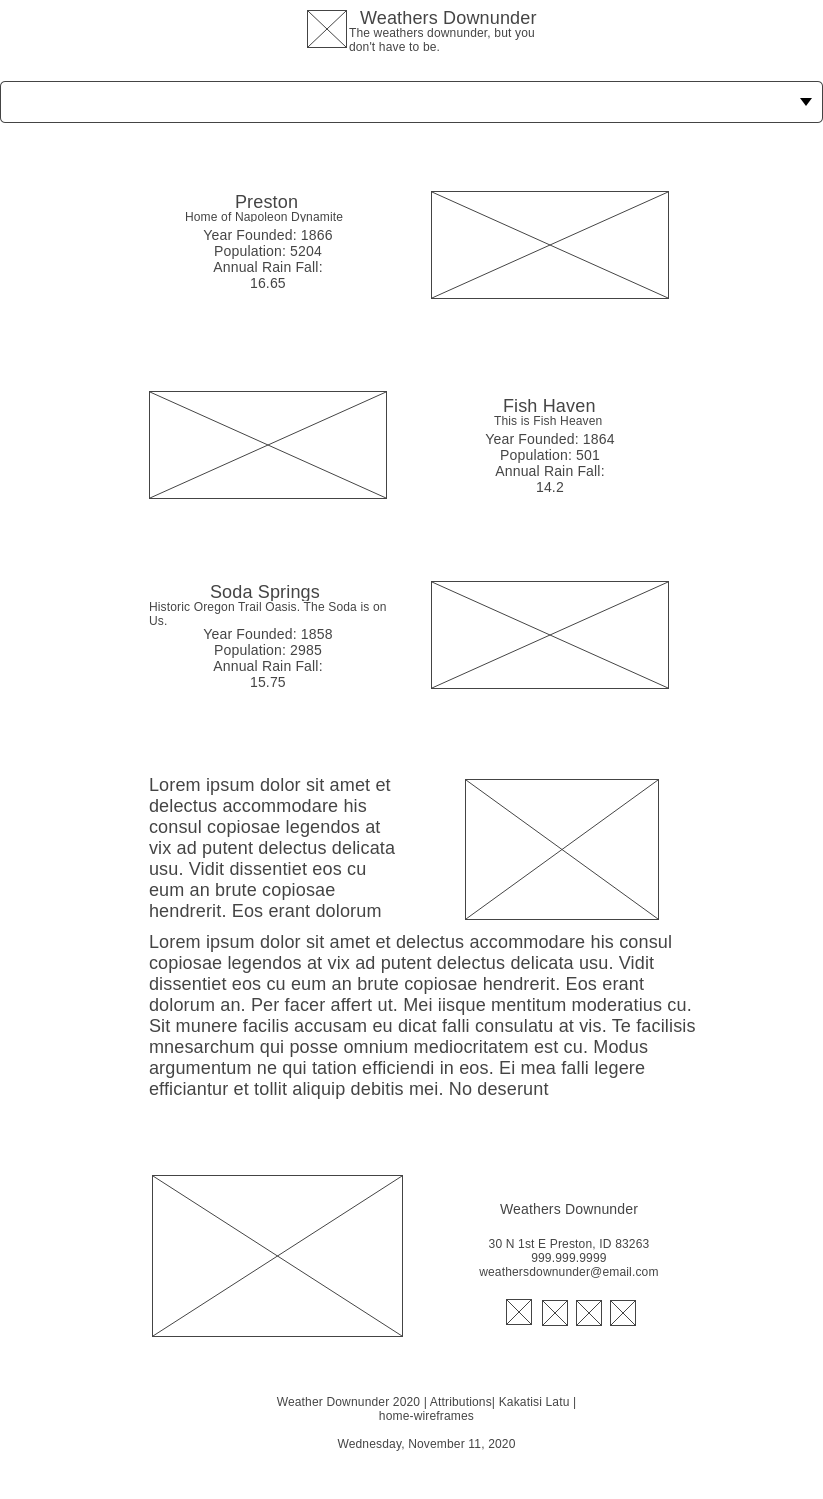 Weathers Downunder
The weathers downunder, but you
don't have to be.
Preston
Home of Napoleon Dynamite
Year Founded: 1866
Population: 5204
Annual Rain Fall:
16.65
Fish Haven
This is Fish Heaven
Year Founded: 1864
Population: 501
Annual Rain Fall:
14.2
Soda Springs
Historic Oregon Trail Oasis. The Soda is on
Us.
Year Founded: 1858
Population: 2985
Annual Rain Fall:
15.75
Lorem ipsum dolor sit amet et
delectus accommodare his
consul copiosae legendos at
vix ad putent delectus delicata
usu. Vidit dissentiet eos cu
eum an brute copiosae
hendrerit. Eos erant dolorum
Lorem ipsum dolor sit amet et delectus accommodare his consul
copiosae legendos at vix ad putent delectus delicata usu. Vidit
dissentiet eos cu eum an brute copiosae hendrerit. Eos erant
dolorum an. Per facer affert ut. Mei iisque mentitum moderatius cu.
Sit munere facilis accusam eu dicat falli consulatu at vis. Te facilisis
mnesarchum qui posse omnium mediocritatem est cu. Modus
argumentum ne qui tation efficiendi in eos. Ei mea falli legere
efficiantur et tollit aliquip debitis mei. No deserunt
Weathers Downunder
30 N 1st E Preston, ID 83263
999.999.9999
weathersdownunder@email.com
Weather Downunder 2020 | Attributions| Kakatisi Latu |
home-wireframes
Wednesday, November 11, 2020